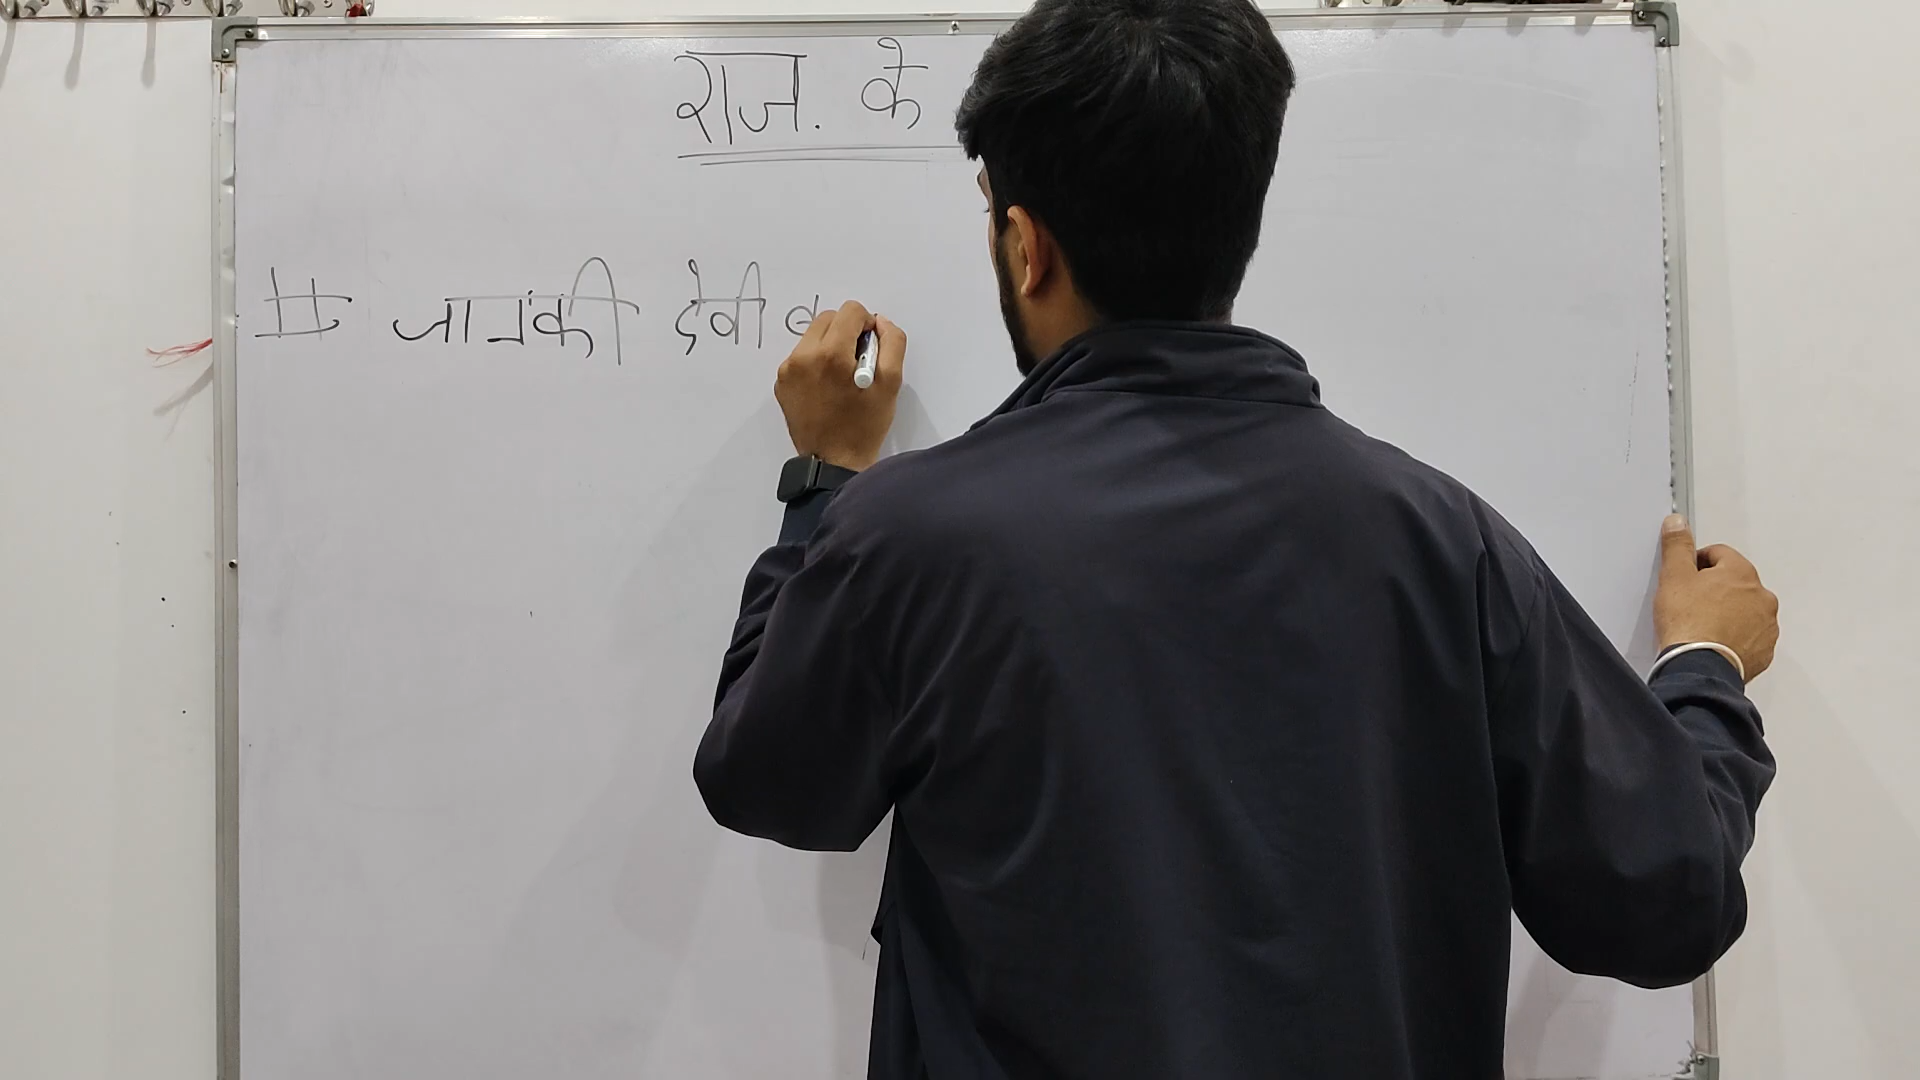 राज. के
# जानकी देवी ब